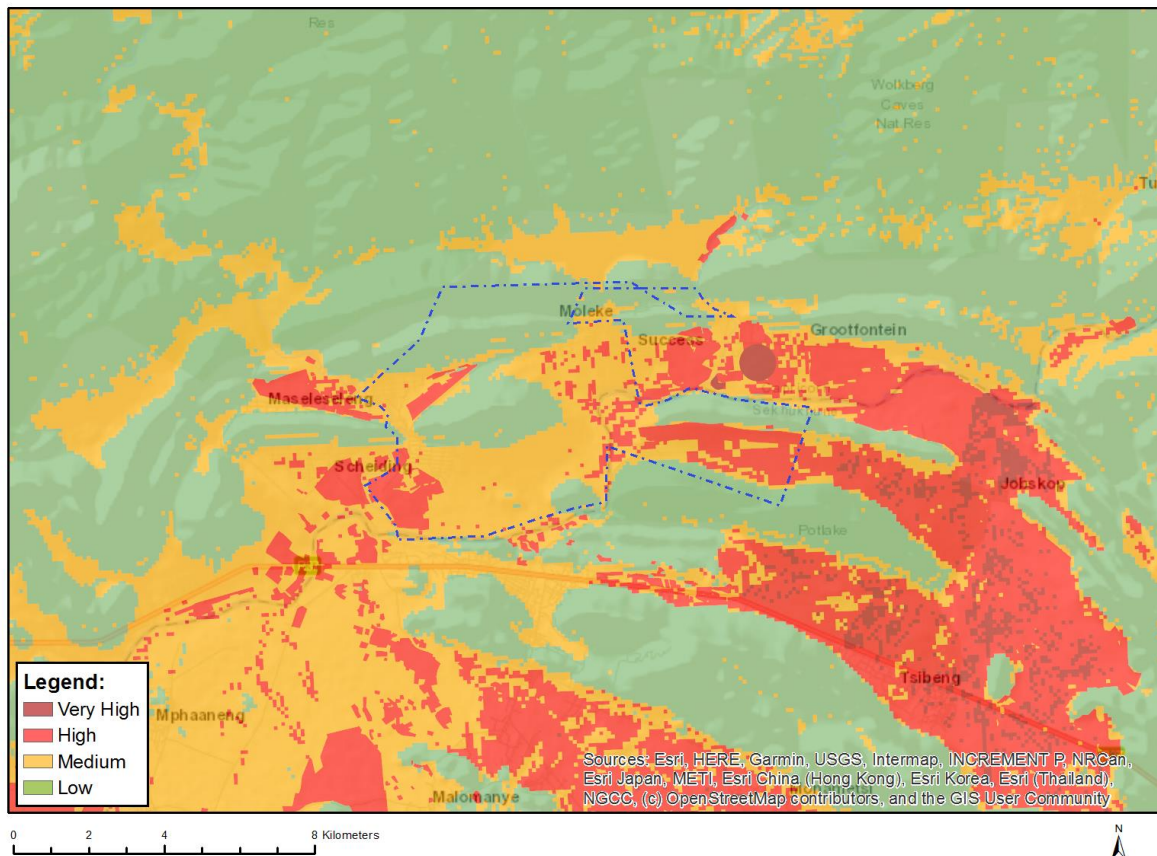 Res
Wolkberg
Caves
Nat Res
Tu
Moleke
Success
Grootfontein
Maseleseleng
Sekhukhune
Scheiding
Jobskop
Potlake
Tsibeng
Mphaaneng
Malomanye
Legend:
Very High
High
Medium
Low
Sources: Esri, HERE, Garmin, USGS, Intermap, INCREMENT P, NRCan,
Esri Japan, METI, Esri China (Hong Kong), Esri Korea, Esri (Thailand),
NGCC, (c) OpenStreetMap contributors, and the GIS User Community
0 2 4 8 Kilometers
N